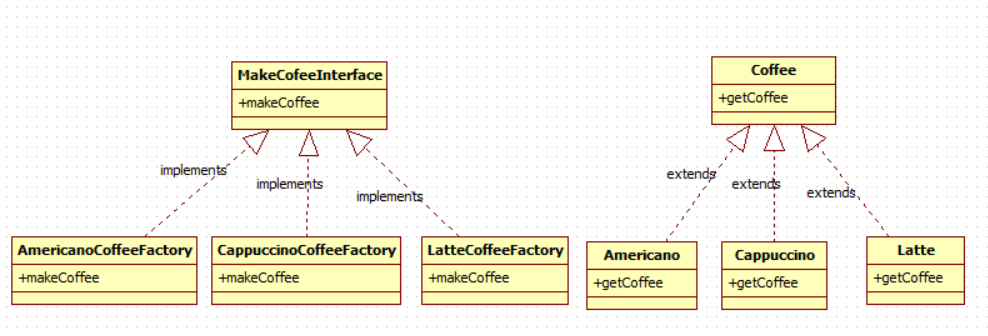 MakeCofeeInterface
+makeCoffee
Coffee
+getCoffee
implements
implements
implements
extends
extends
extends
AmericanoCoffeeFactory
+makeCoffee
CappuccinoCoffeeFactory
+makeCoffee
LatteCoffeeFactory
+makeCoffee
Americano
+getCoffee
Cappuccino
+getCoffee
Latte
+getCoffee